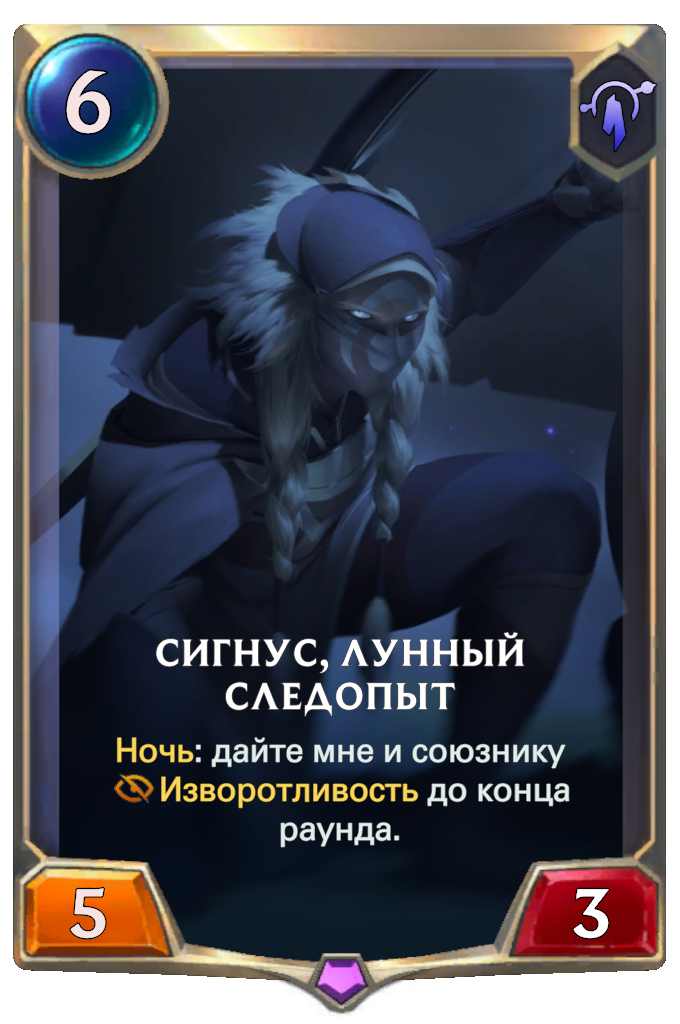 6
СИГНУС, ЛУННЫЙ
СЛЕДОПЫТ
Ночь: дайте мне и союзнику
Изворотливость до конца
раунда.
5
3